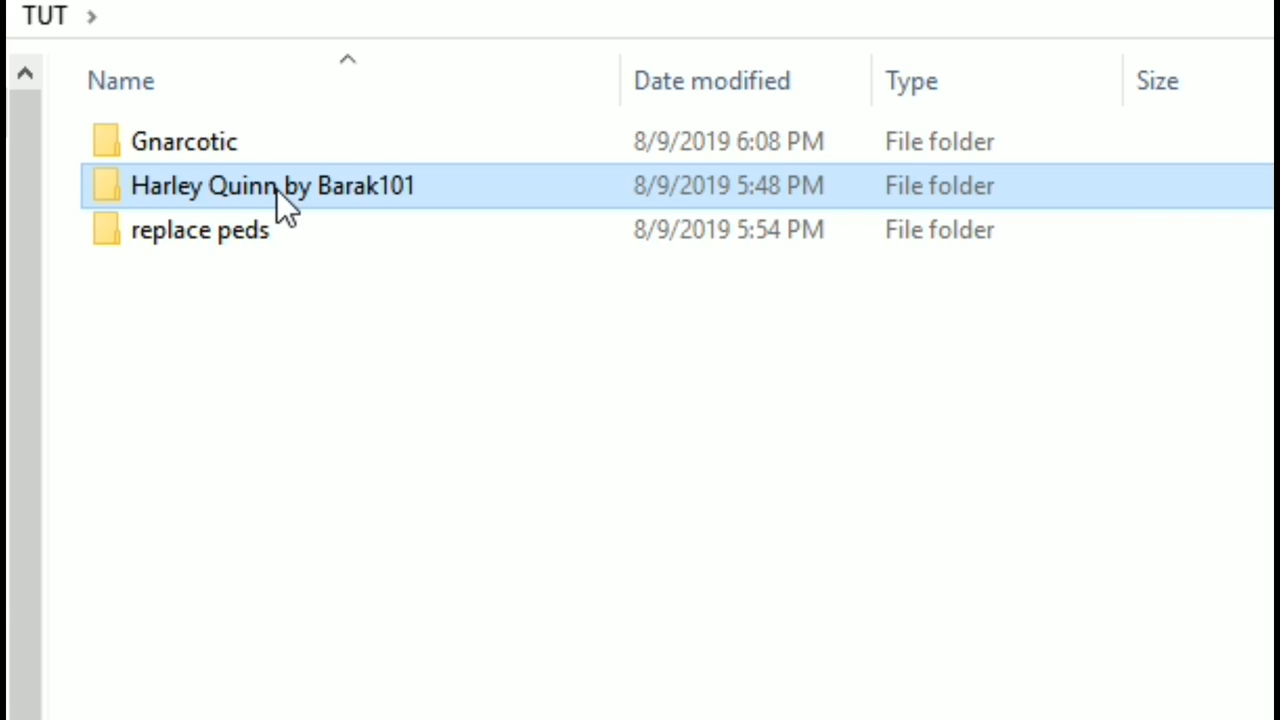 TUT >
Name Date modified Type Size
Gnarcotic 8/9/2019 6:08 PM File folder
Harley Quinn by Barak101 8/9/2019 5:48 PM File folder
replace peds 8/9/2019 5:54 PM File folder